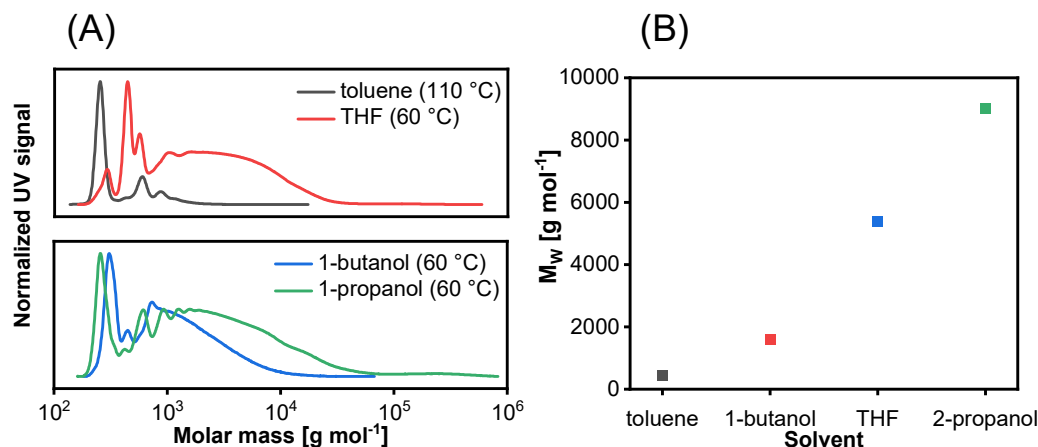 (A)
Normalized UV signal
toluene (110 °C)
THF (60 °C)
1-butanol (60 °C)
1-propanol (60 °C)
10²
10³
10⁴
10⁵
10⁶
Molar mass [g mol⁻¹]
(B)
M_W [g mol⁻¹]
10000
8000
6000
4000
2000
0
toluene
1-butanol
THF
2-propanol
Solvent